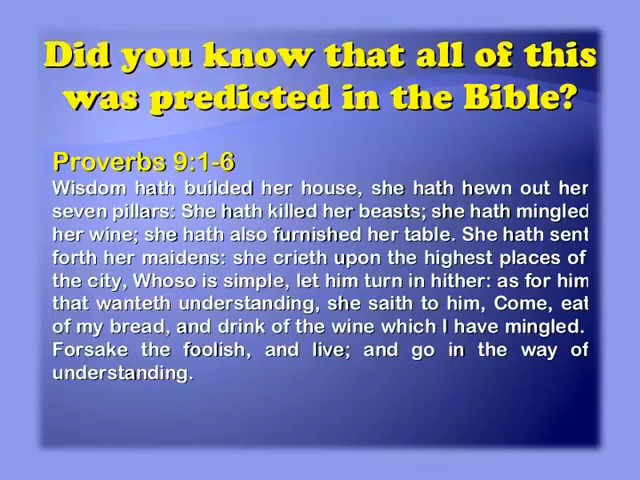 Did you know that all of this
was predicted in the Bible?
Proverbs 9:1-6
Wisdom hath builded her house, she hath hewn out her
seven pillars: She hath killed her beasts; she hath mingled
her wine; she hath also furnished her table. She hath sent
forth her maidens: she crieth upon the highest places of
the city, Whoso is simple, let him turn in hither: as for him
that wanteth understanding, she saith to him, Come, eat
of my bread, and drink of the wine which I have mingled.
Forsake the foolish, and live; and go in the way of
understanding.